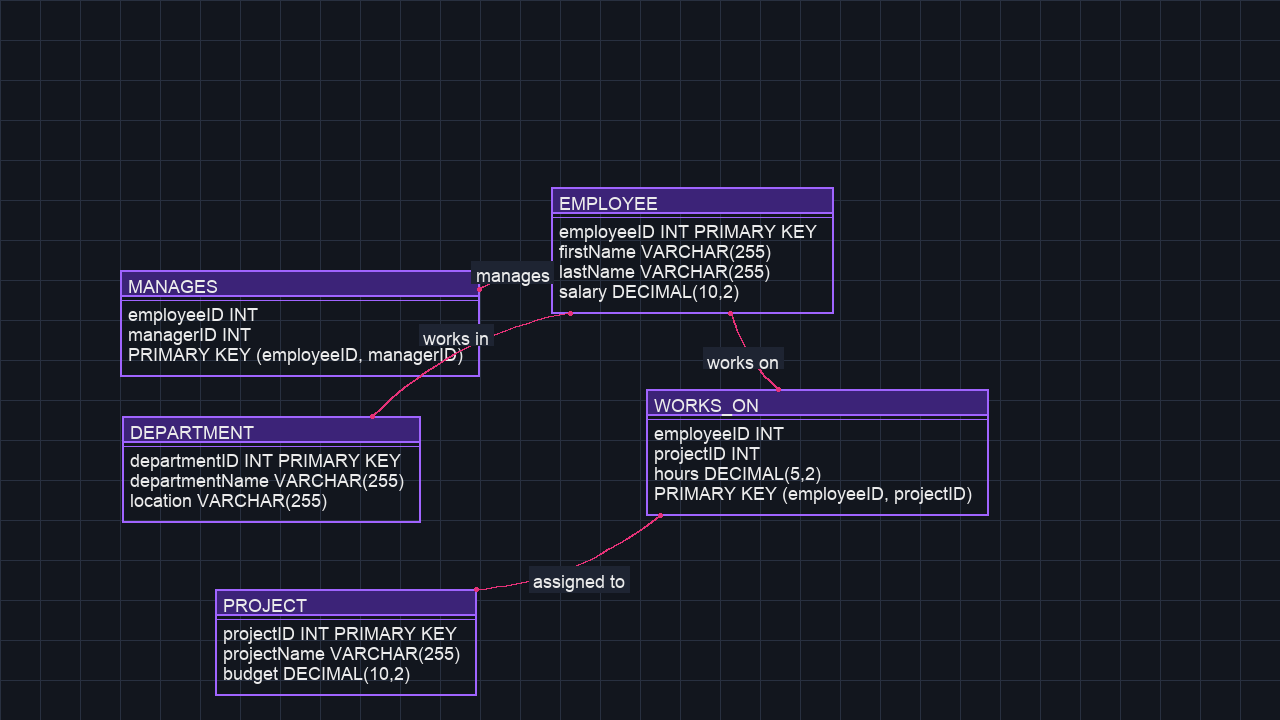 EMPLOYEE
employeeID INT PRIMARY KEY
firstName VARCHAR(255)
lastName VARCHAR(255)
salary DECIMAL(10,2)
manages
MANAGES
employeeID INT
managerID INT
PRIMARY KEY (employeeID, managerID)
works in
works on
DEPARTMENT
departmentID INT PRIMARY KEY
departmentName VARCHAR(255)
location VARCHAR(255)
WORKS_ON
employeeID INT
projectID INT
hours DECIMAL(5,2)
PRIMARY KEY (employeeID, projectID)
assigned to
PROJECT
projectID INT PRIMARY KEY
projectName VARCHAR(255)
budget DECIMAL(10,2)